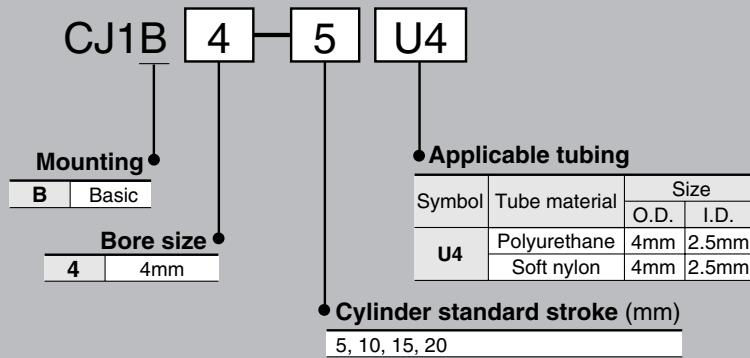 CJ1B 4 - 5 U4
Mounting
B Basic
Bore size
4 4mm
Applicable tubing
Symbol Tube material Size
O.D. I.D.
U4 Polyurethane 4mm 2.5mm
Soft nylon 4mm 2.5mm
Cylinder standard stroke (mm)
5, 10, 15, 20